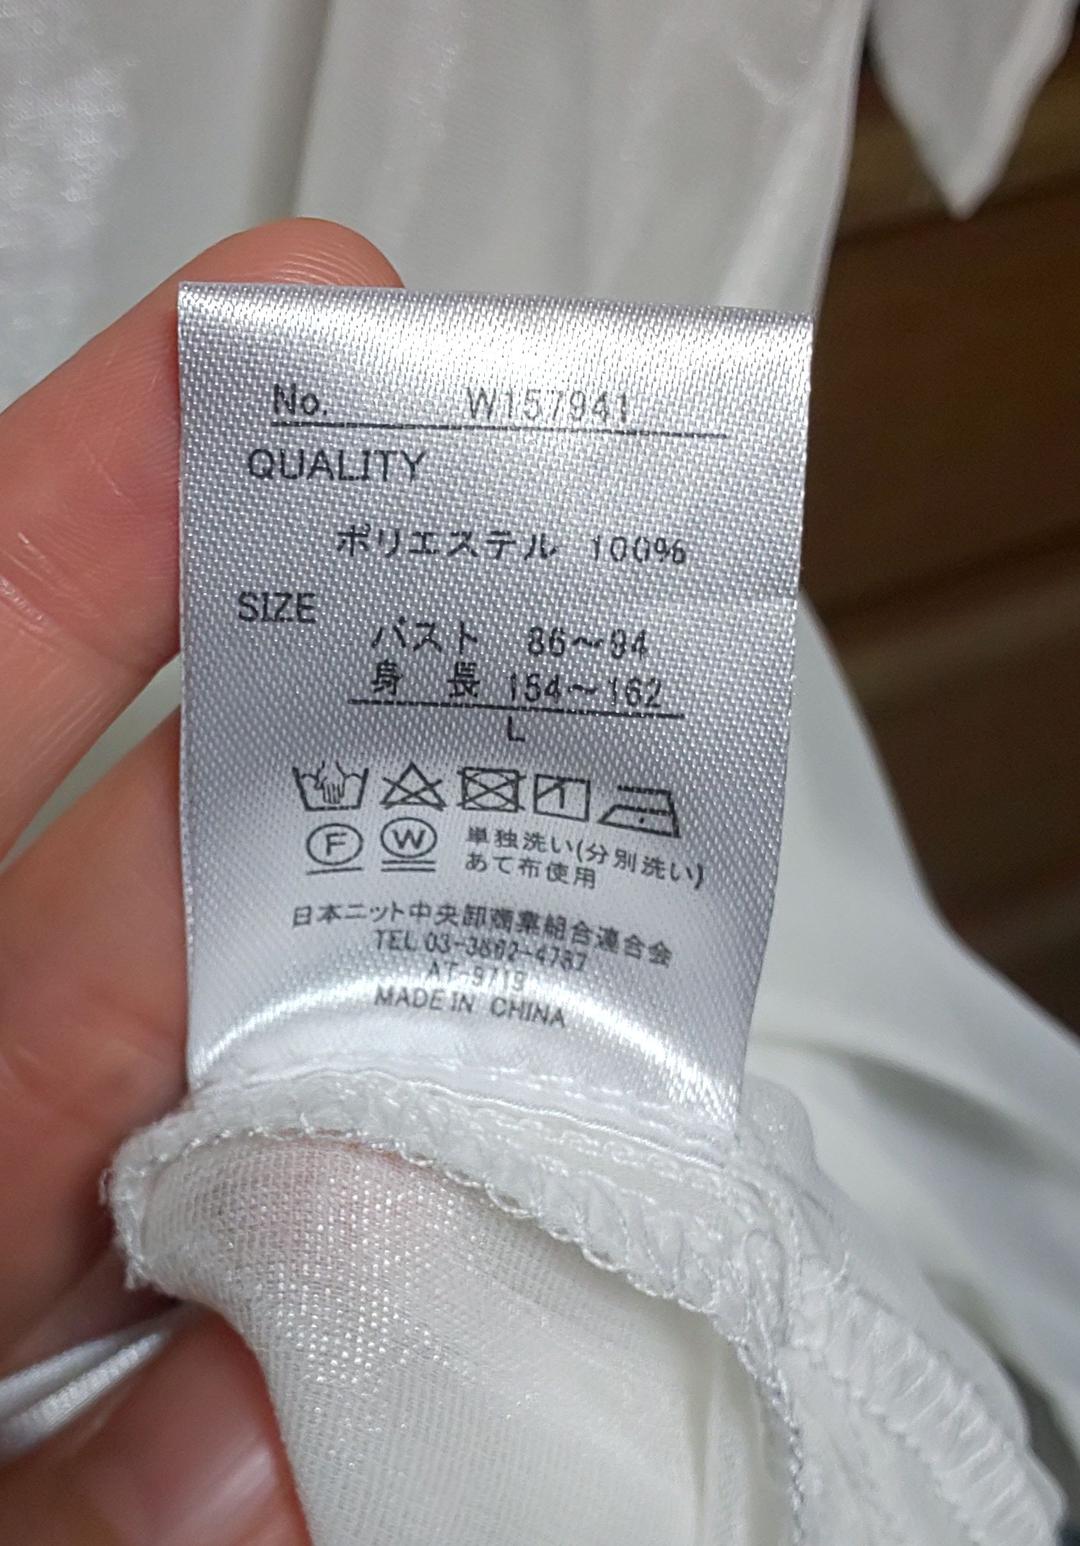 No. W157941
QUALITY
ポリエステル 100%
SIZE
バスト 86～94
身 長 154～162
L
F W
単独洗い(分別洗い)
あて布使用
日本ニット中央卸商業組合連合会
TEL 03-3662-4787
AT-9719
MADE IN CHINA